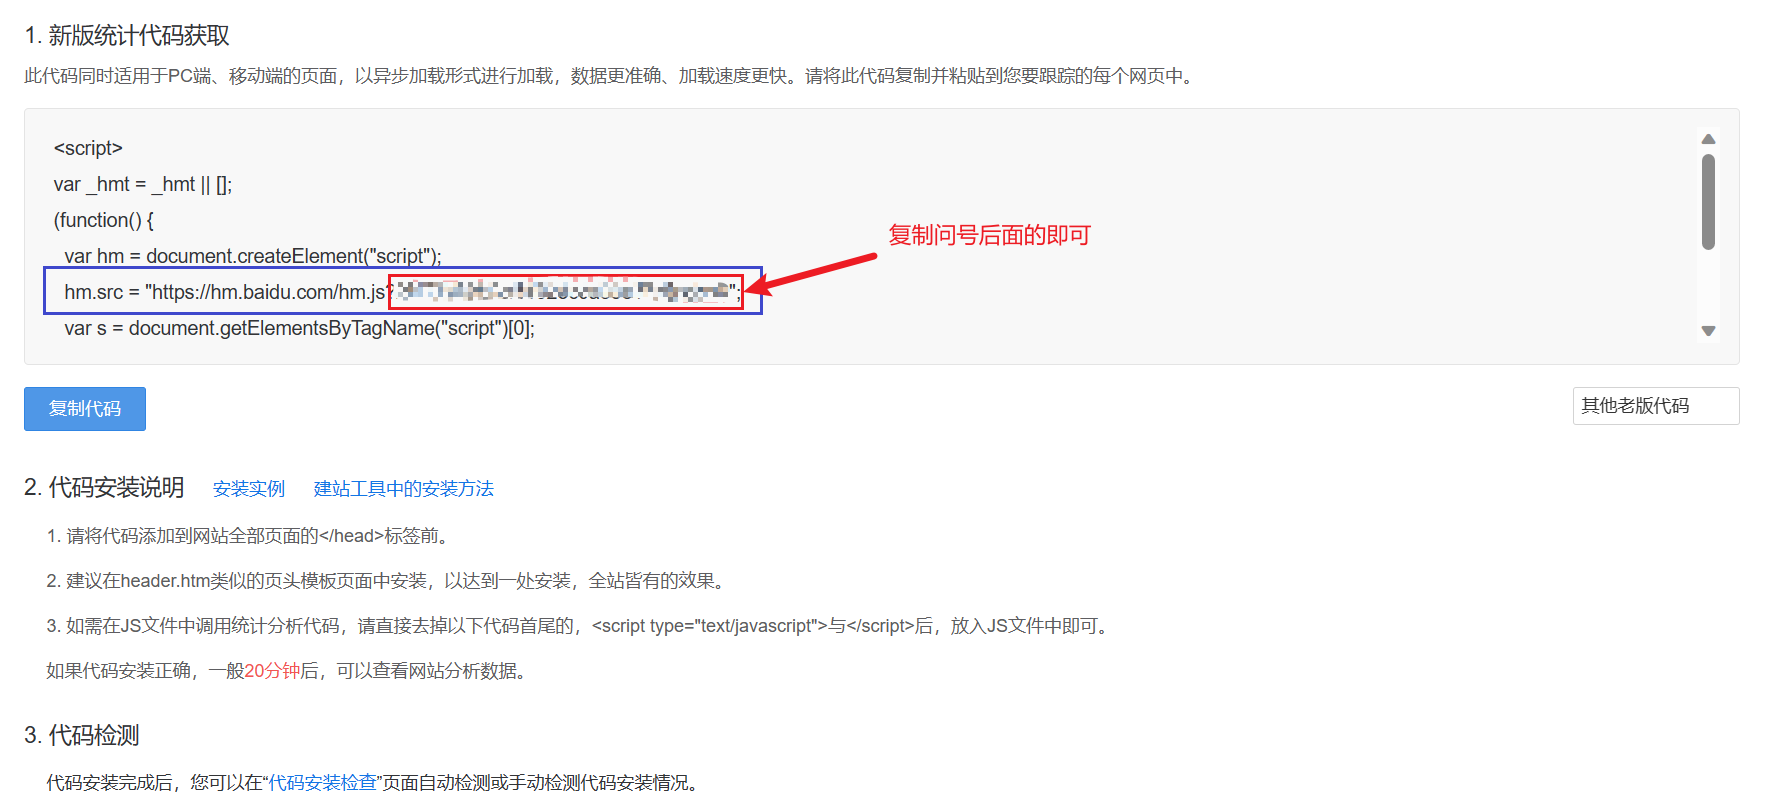 1. 新版统计代码获取
此代码同时适用于PC端、移动端的页面，以异步加载形式进行加载，数据更准确、加载速度更快。请将此代码复制并粘贴到您要跟踪的每个网页中。
<script>
var _hmt = _hmt || [];
(function() {
var hm = document.createElement("script");
复制问号后面的即可
hm.src = "https://hm.baidu.com/hm.js?";
var s = document.getElementsByTagName("script")[0];
复制代码
其他老版代码
2. 代码安装说明 安装实例 建站工具中的安装方法
1. 请将代码添加到网站全部页面的</head>标签前。
2. 建议在header.htm类似的页头模板页面中安装，以达到一处安装，全站皆有的效果。
3. 如需在JS文件中调用统计分析代码，请直接去掉以下代码首尾的，<script type="text/javascript">与</script>后，放入JS文件中即可。
如果代码安装正确，一般20分钟后，可以查看网站分析数据。
3. 代码检测
代码安装完成后，您可以在“代码安装检查”页面自动检测或手动检测代码安装情况。